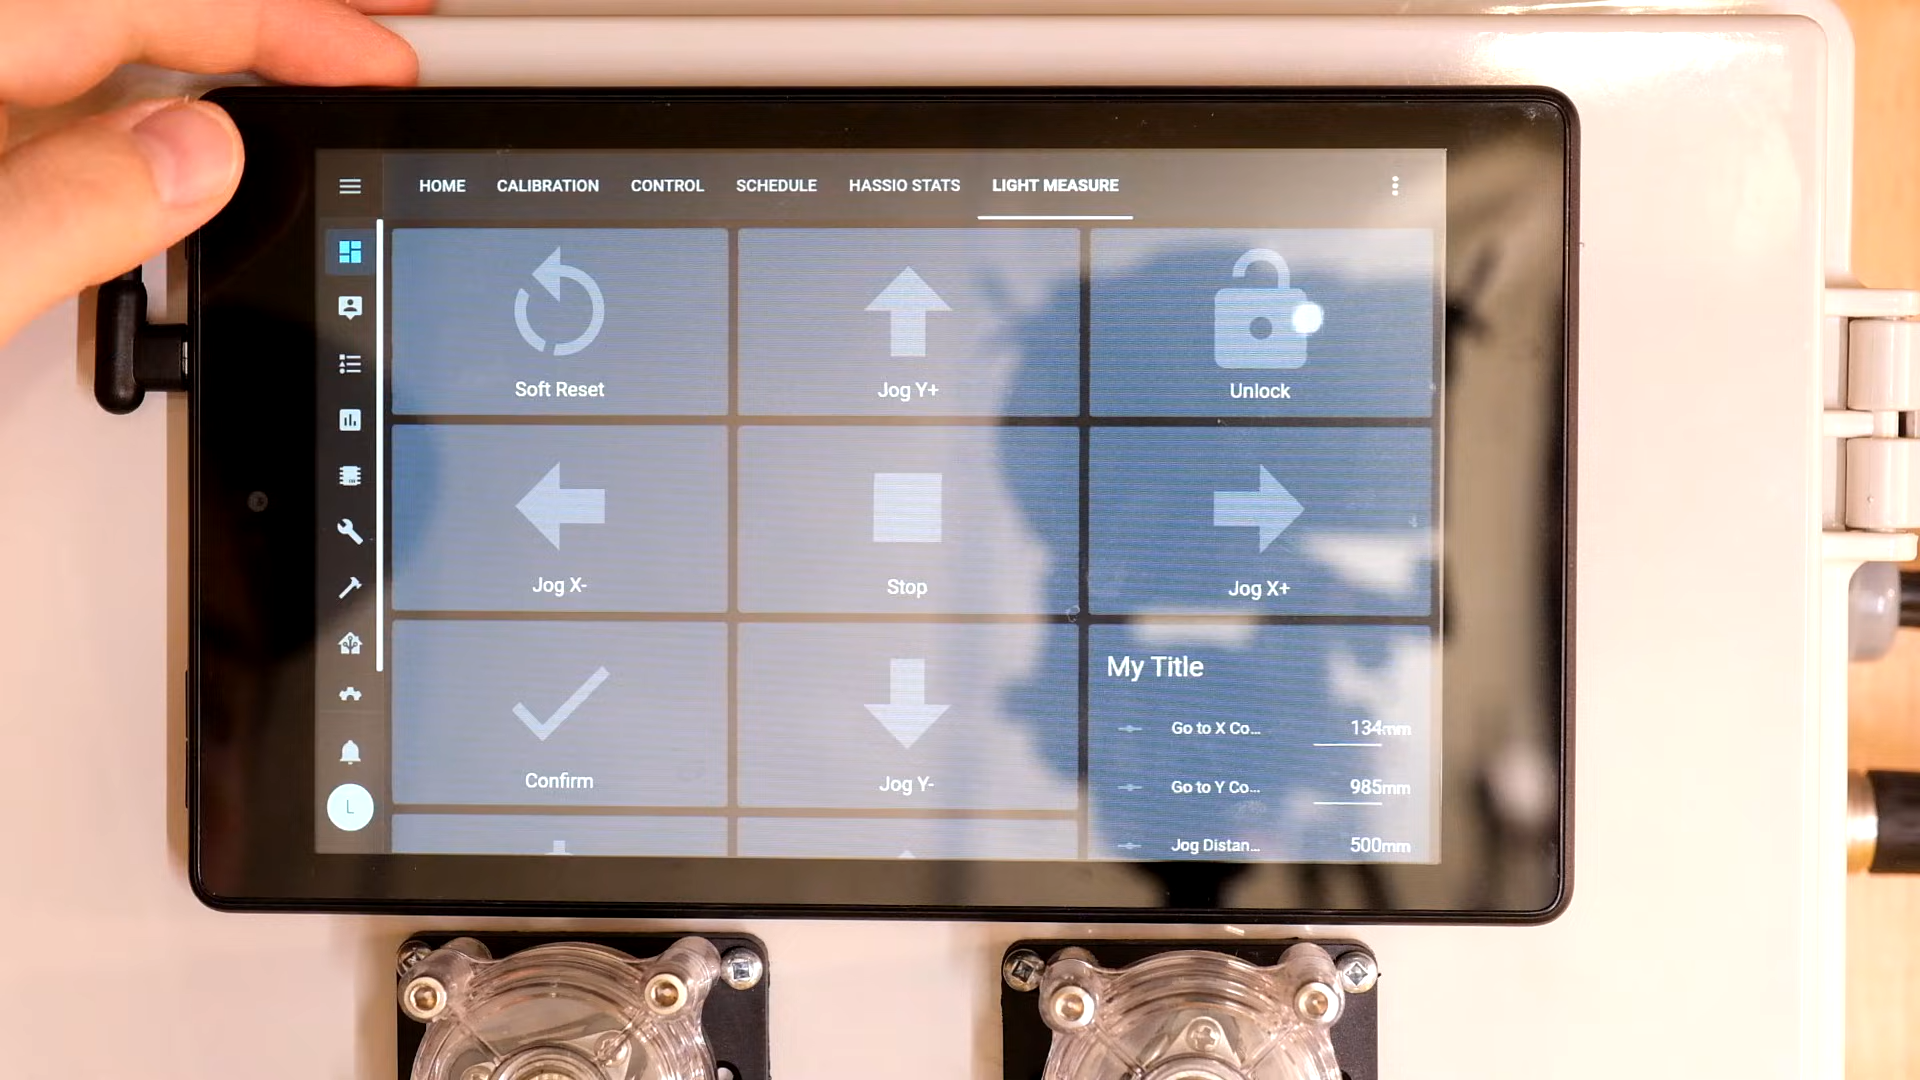 HOME CALIBRATION CONTROL SCHEDULE HASSIO STATS LIGHT MEASURE
Soft Reset
Jog Y+
Unlock
Jog X-
Stop
Jog X+
Confirm
Jog Y-
My Title
Go to X Co... 134mm
Go to Y Co... 985mm
Jog Distan... 500mm
L